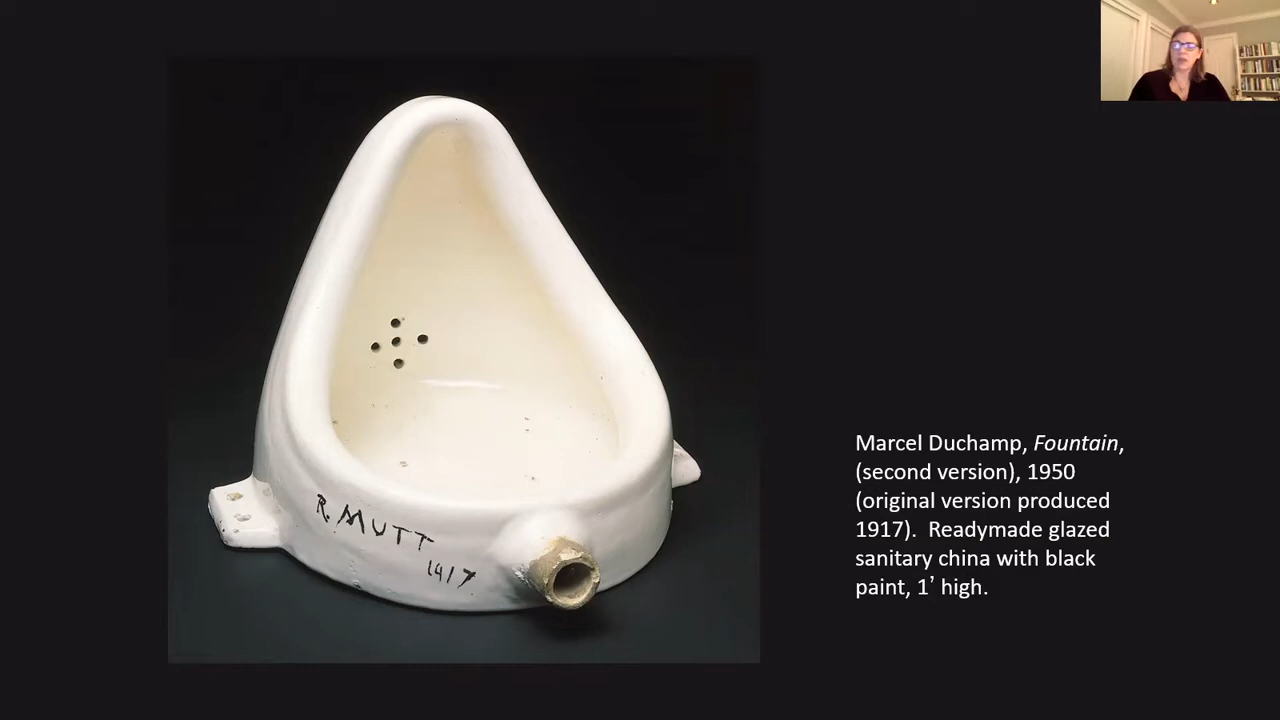 R. MUTT
1917
Marcel Duchamp, Fountain,
(second version), 1950
(original version produced
1917).  Readymade glazed
sanitary china with black
paint, 1’ high.